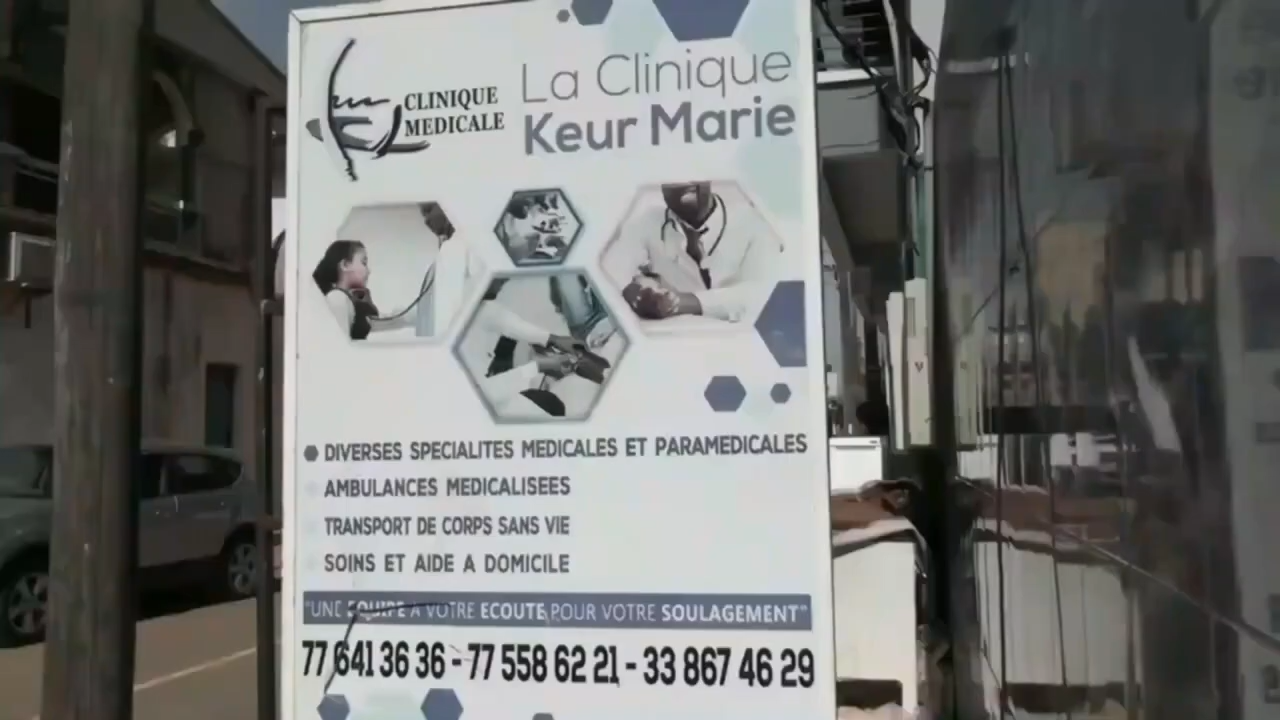 CLINIQUE
MEDICALE
La Clinique
Keur Marie
DIVERSES SPECIALITES MEDICALES ET PARAMEDICALES
AMBULANCES MEDICALISEES
TRANSPORT DE CORPS SANS VIE
SOINS ET AIDE A DOMICILE
"UNE EQUIPE A VOTRE ECOUTE, POUR VOTRE SOULAGEMENT"
77 641 36 36 - 77 558 62 21 - 33 867 46 29